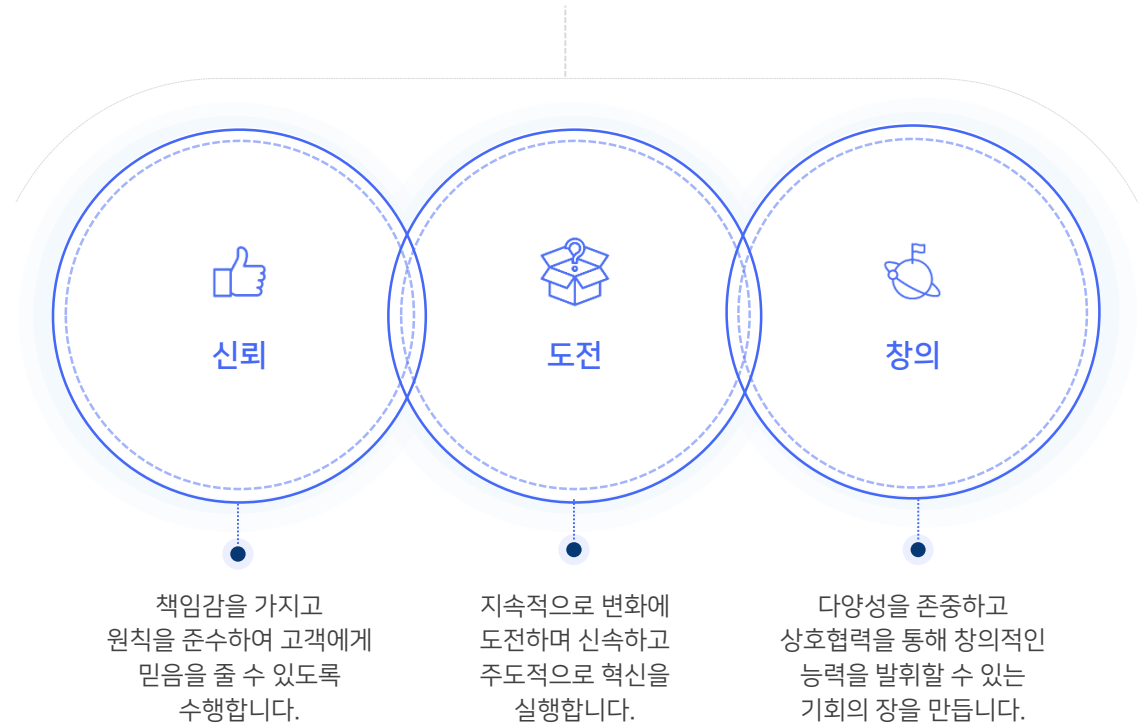 신뢰
도전
창의
책임감을 가지고
원칙을 준수하여 고객에게
믿음을 줄 수 있도록
수행합니다.
지속적으로 변화에
도전하며 신속하고
주도적으로 혁신을
실행합니다.
다양성을 존중하고
상호협력을 통해 창의적인
능력을 발휘할 수 있는
기회의 장을 만듭니다.